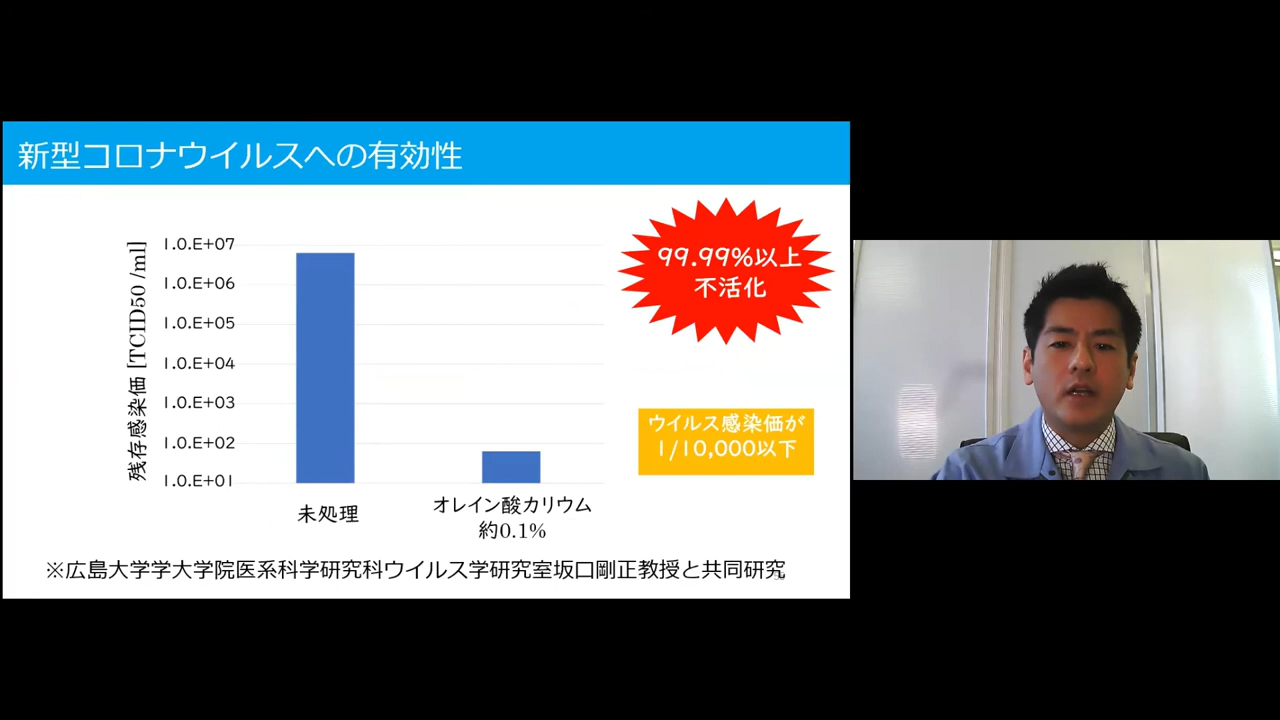 新型コロナウイルスへの有効性
残存感染価 [TCID50 /ml]
1.0.E+07
1.0.E+06
1.0.E+05
1.0.E+04
1.0.E+03
1.0.E+02
1.0.E+01
未処理
オレイン酸カリウム
約0.1%
99.99%以上
不活化
ウイルス感染価が
1/10,000以下
※広島大学学大学院医系科学研究科ウイルス学研究室坂口剛正教授と共同研究